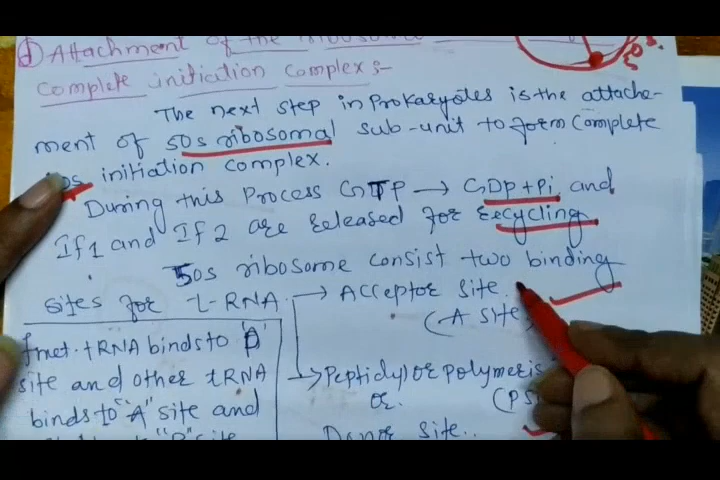 d) Attachment of the Ribosome
Complete initiation Complex:-
The next step in Prokaryotes is the attache-
ment of 50s ribosomal sub-unit to form Complete
initiation complex.
During this Process GTP → GDp+Pi and
If1 and If2 are released for Recycling
50s ribosome consist two binding
sites for t-RNA. → Acceptor site.
(A site)
→ Peptidyl or Polymeris
or. (P S
Donor site..
fmet.tRNA binds to "P"
site and other tRNA
binds to "A" site and
"P" site